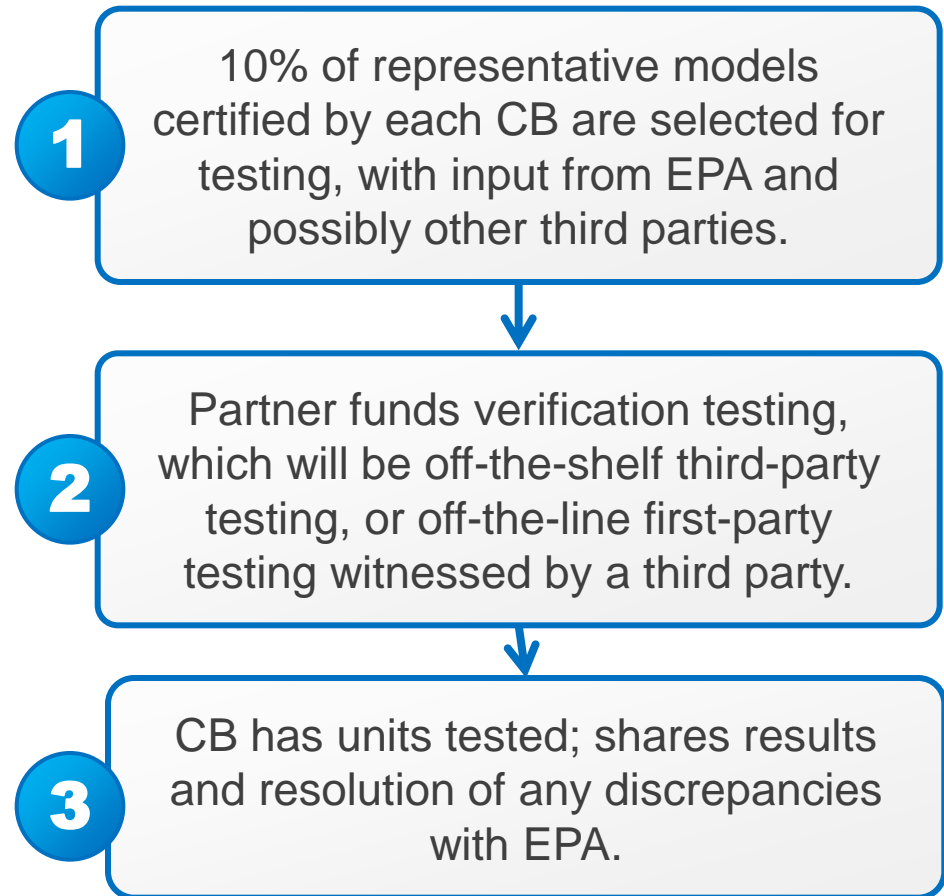 1
10% of representative models
certified by each CB are selected for
testing, with input from EPA and
possibly other third parties.
2
Partner funds verification testing,
which will be off-the-shelf third-party
testing, or off-the-line first-party
testing witnessed by a third party.
3
CB has units tested; shares results
and resolution of any discrepancies
with EPA.